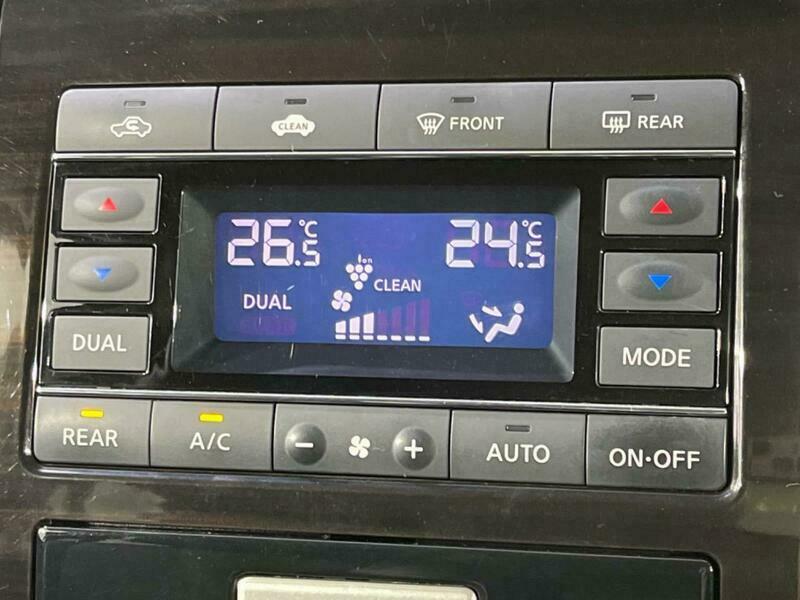 CLEAN
FRONT
REAR
26.5°C
24.5°C
ion
CLEAN
DUAL
DUAL
MODE
REAR
A/C
- +
AUTO
ON·OFF